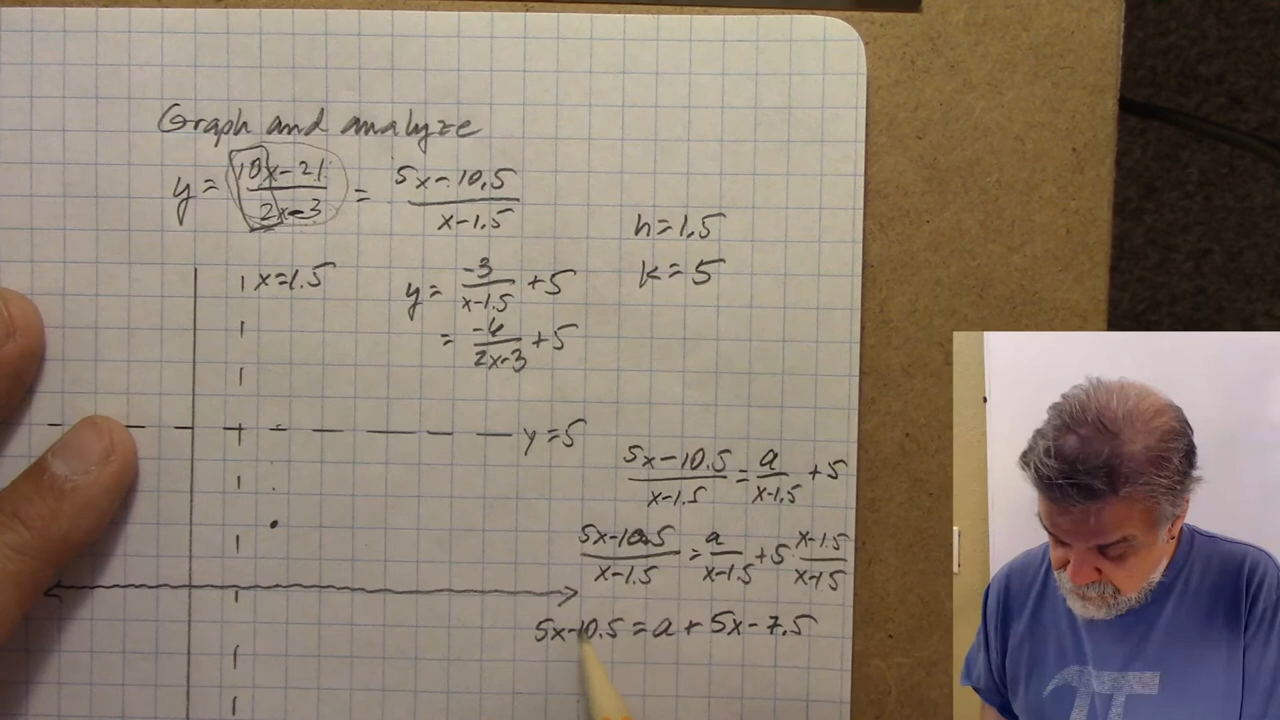 Graph and analyze
y = (10x-21)/(2x-3) = (5x-10.5)/(x-1.5)
h=1.5
k=5
x=1.5
y = -3/(x-1.5) +5
= -6/(2x-3) +5
y=5
(5x-10.5)/(x-1.5) = a/(x-1.5) +5
(5x-10.5)/(x-1.5) = a/(x-1.5) +5·(x-1.5)/(x-1.5)
5x-10.5=a+5x-7.5
π